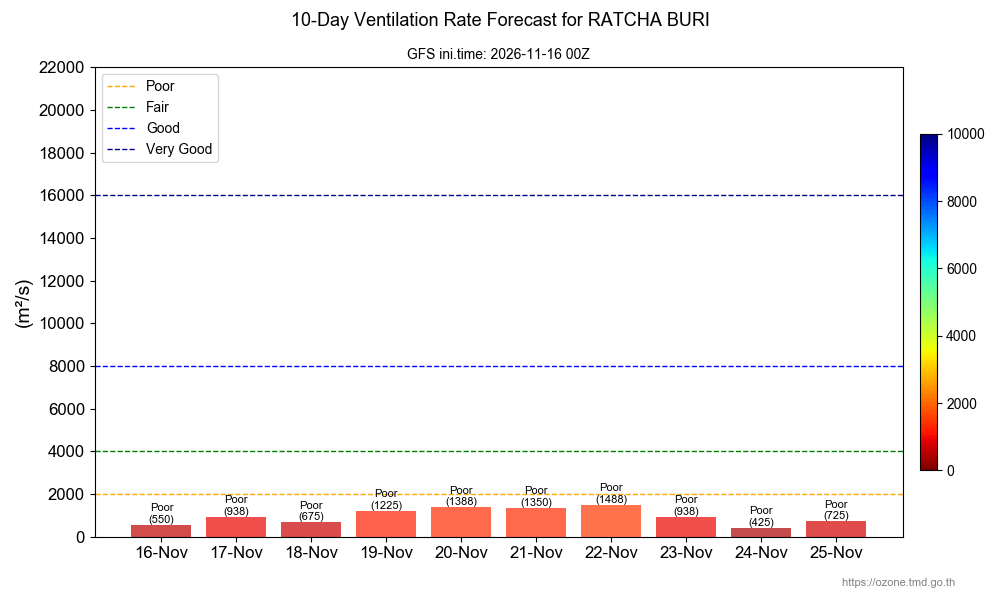 10-Day Ventilation Rate Forecast for RATCHA BURI
GFS ini.time: 2026-11-16 00Z
22000
20000
18000
16000
14000
12000
10000
8000
6000
4000
2000
0
(m²/s)
Poor
Fair
Good
Very Good
Poor
(550)
Poor
(938)
Poor
(675)
Poor
(1225)
Poor
(1388)
Poor
(1350)
Poor
(1488)
Poor
(938)
Poor
(425)
Poor
(725)
16-Nov 17-Nov 18-Nov 19-Nov 20-Nov 21-Nov 22-Nov 23-Nov 24-Nov 25-Nov
10000
8000
6000
4000
2000
0
https://ozone.tmd.go.th